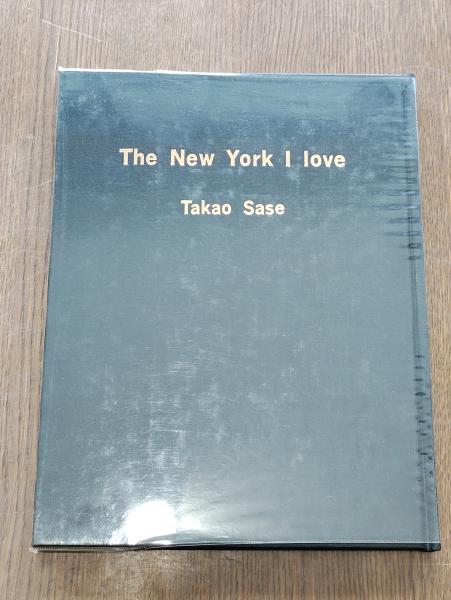 The New York I love
Takao Sase